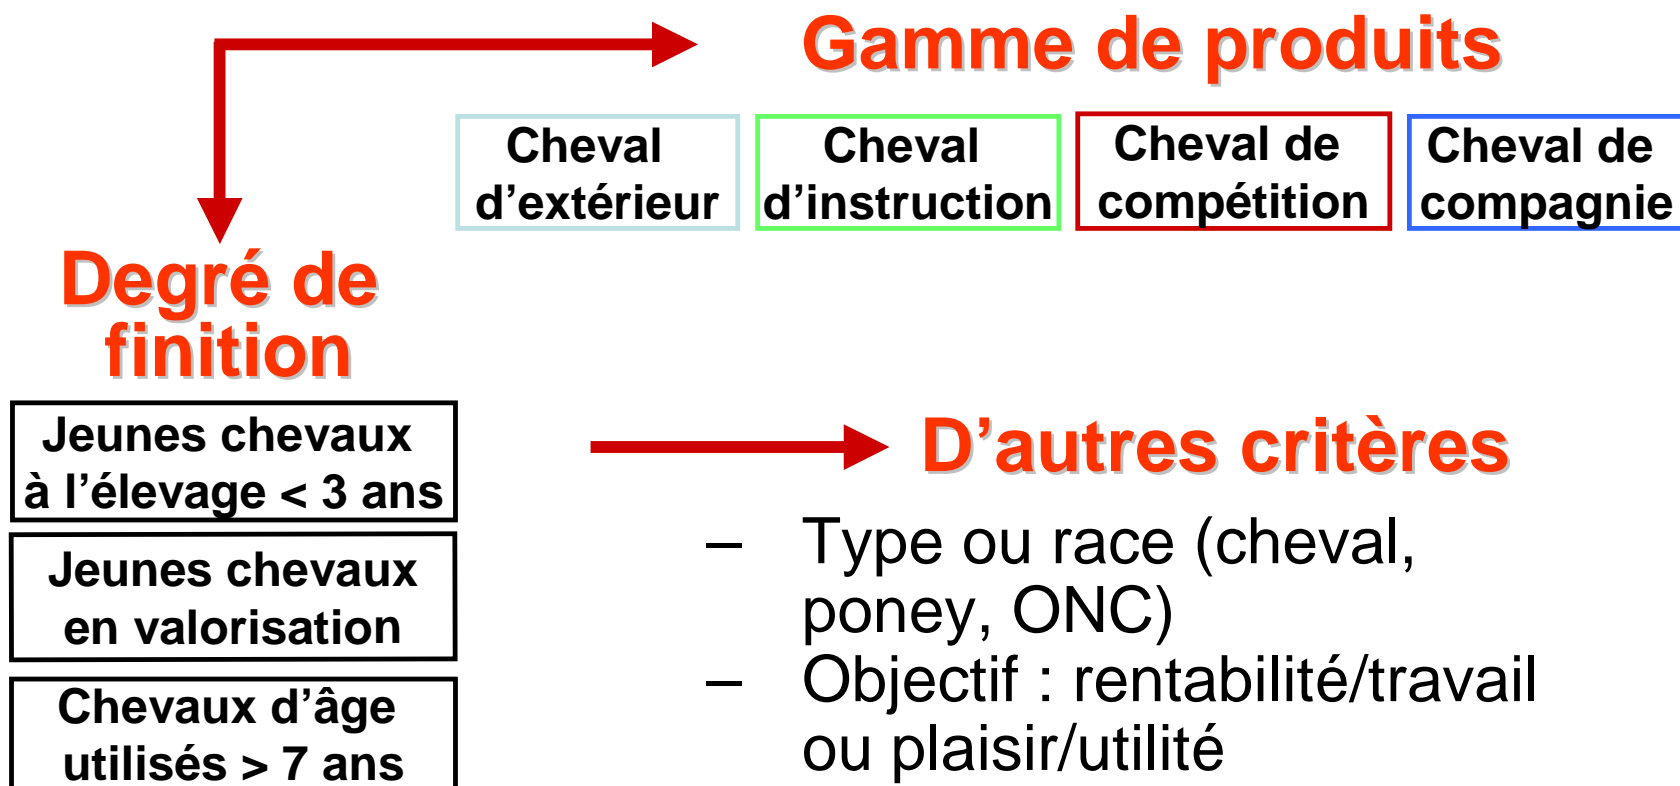 Gamme de produits
Cheval
d’extérieur
Cheval
d’instruction
Cheval de
compétition
Cheval de
compagnie
Degré de
finition
Jeunes chevaux
à l’élevage < 3 ans
Jeunes chevaux
en valorisation
Chevaux d’âge
utilisés > 7 ans
D’autres critères
– Type ou race (cheval,
poney, ONC)
– Objectif : rentabilité/travail
ou plaisir/utilité